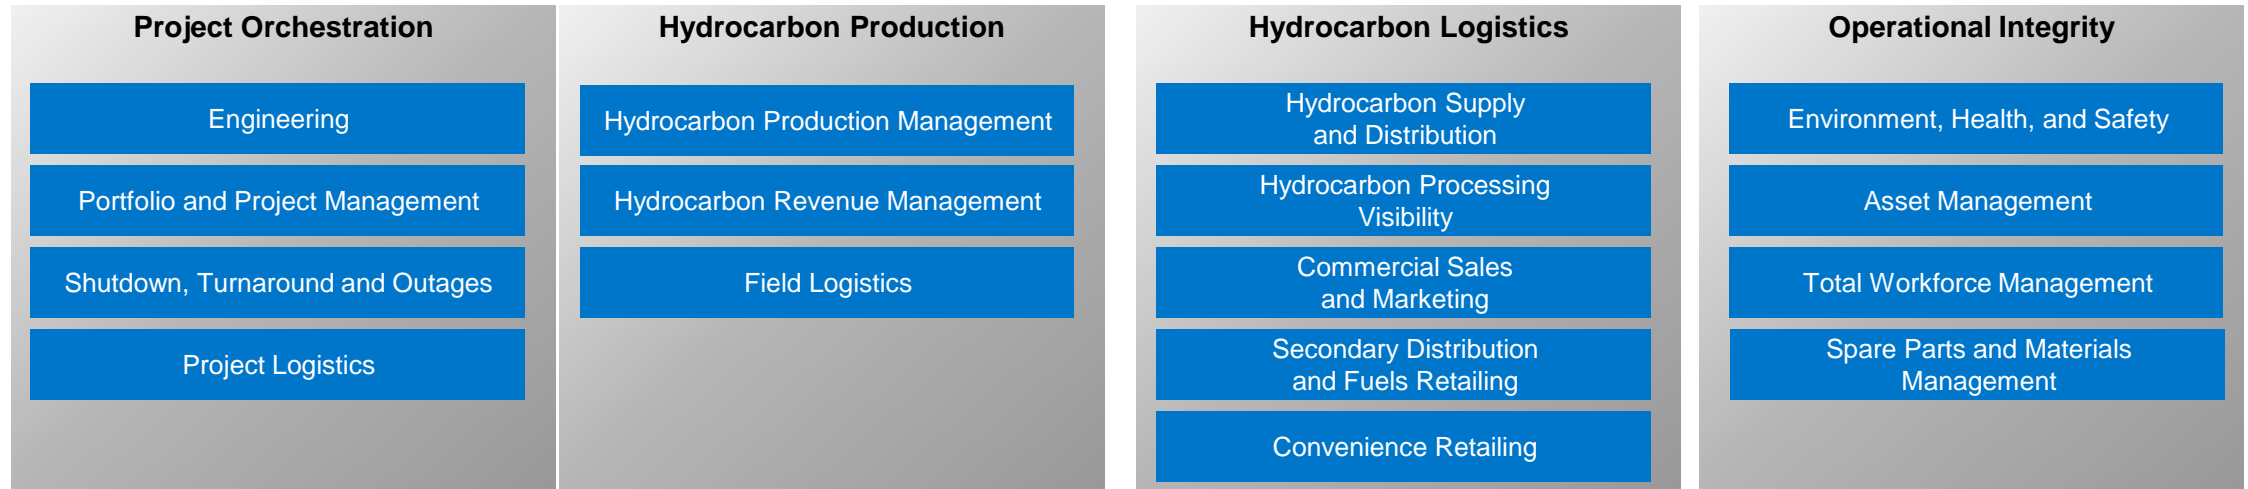 Project Orchestration
Engineering
Portfolio and Project Management
Shutdown, Turnaround and Outages
Project Logistics
Hydrocarbon Production
Hydrocarbon Production Management
Hydrocarbon Revenue Management
Field Logistics
Hydrocarbon Logistics
Hydrocarbon Supply
and Distribution
Hydrocarbon Processing
Visibility
Commercial Sales
and Marketing
Secondary Distribution
and Fuels Retailing
Convenience Retailing
Operational Integrity
Environment, Health, and Safety
Asset Management
Total Workforce Management
Spare Parts and Materials
Management